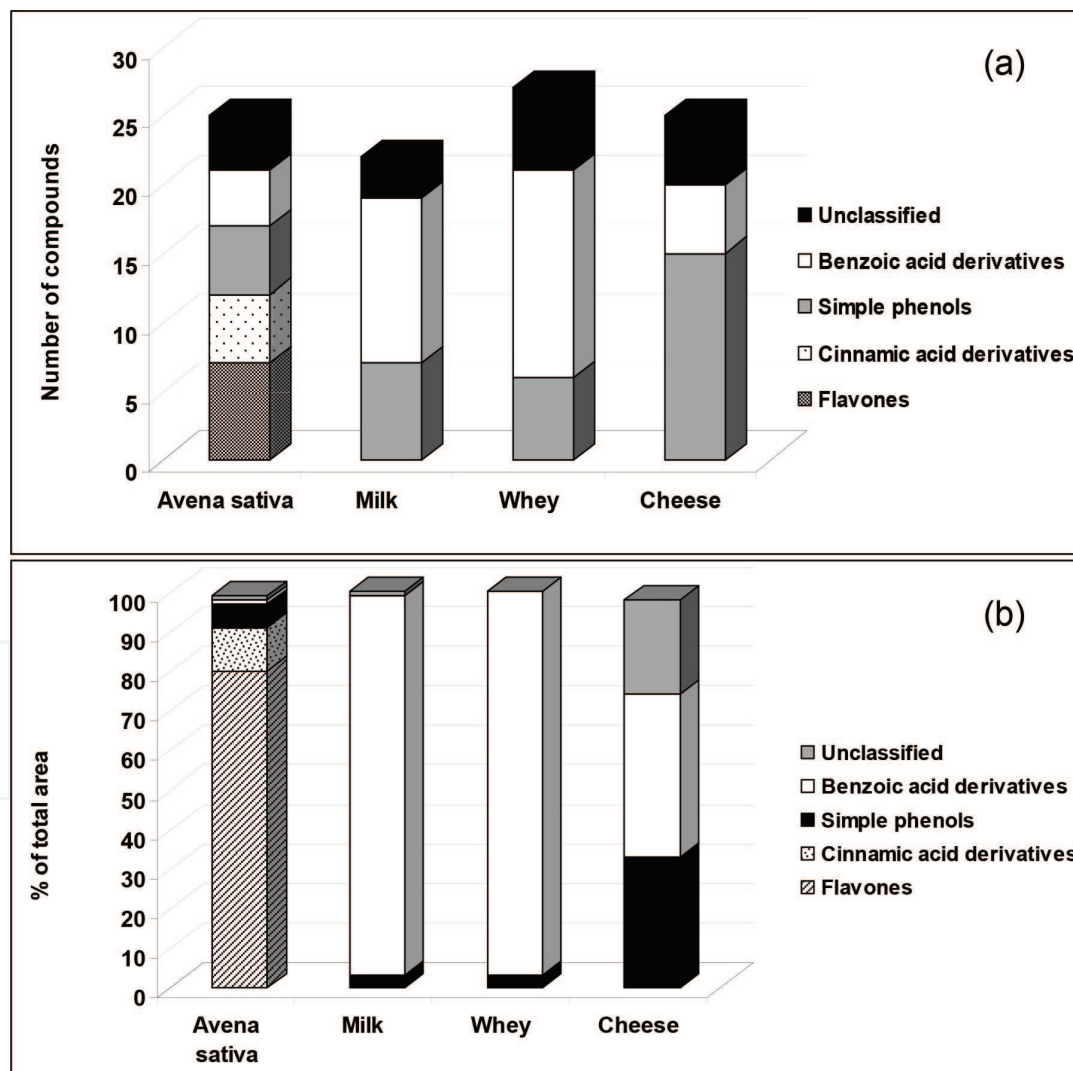 (a)
Number of compounds
30
25
20
15
10
5
0
Avena sativa
Milk
Whey
Cheese
Unclassified
Benzoic acid derivatives
Simple phenols
Cinnamic acid derivatives
Flavones
(b)
% of total area
100
90
80
70
60
50
40
30
20
10
0
Avena
sativa
Milk
Whey
Cheese
Unclassified
Benzoic acid derivatives
Simple phenols
Cinnamic acid derivatives
Flavones